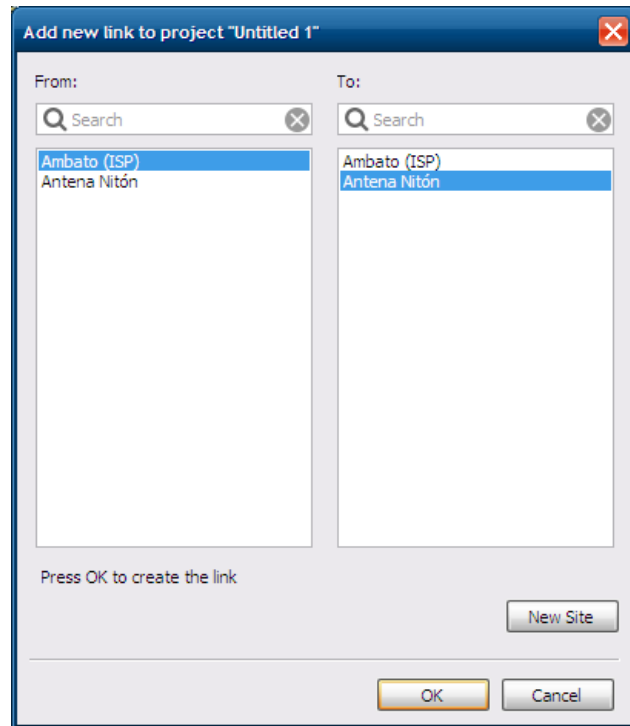 Add new link to project "Untitled 1"
From:
To:
Search
Search
Ambato (ISP)
Antena Nitón
Ambato (ISP)
Antena Nitón
Press OK to create the link
New Site
OK
Cancel